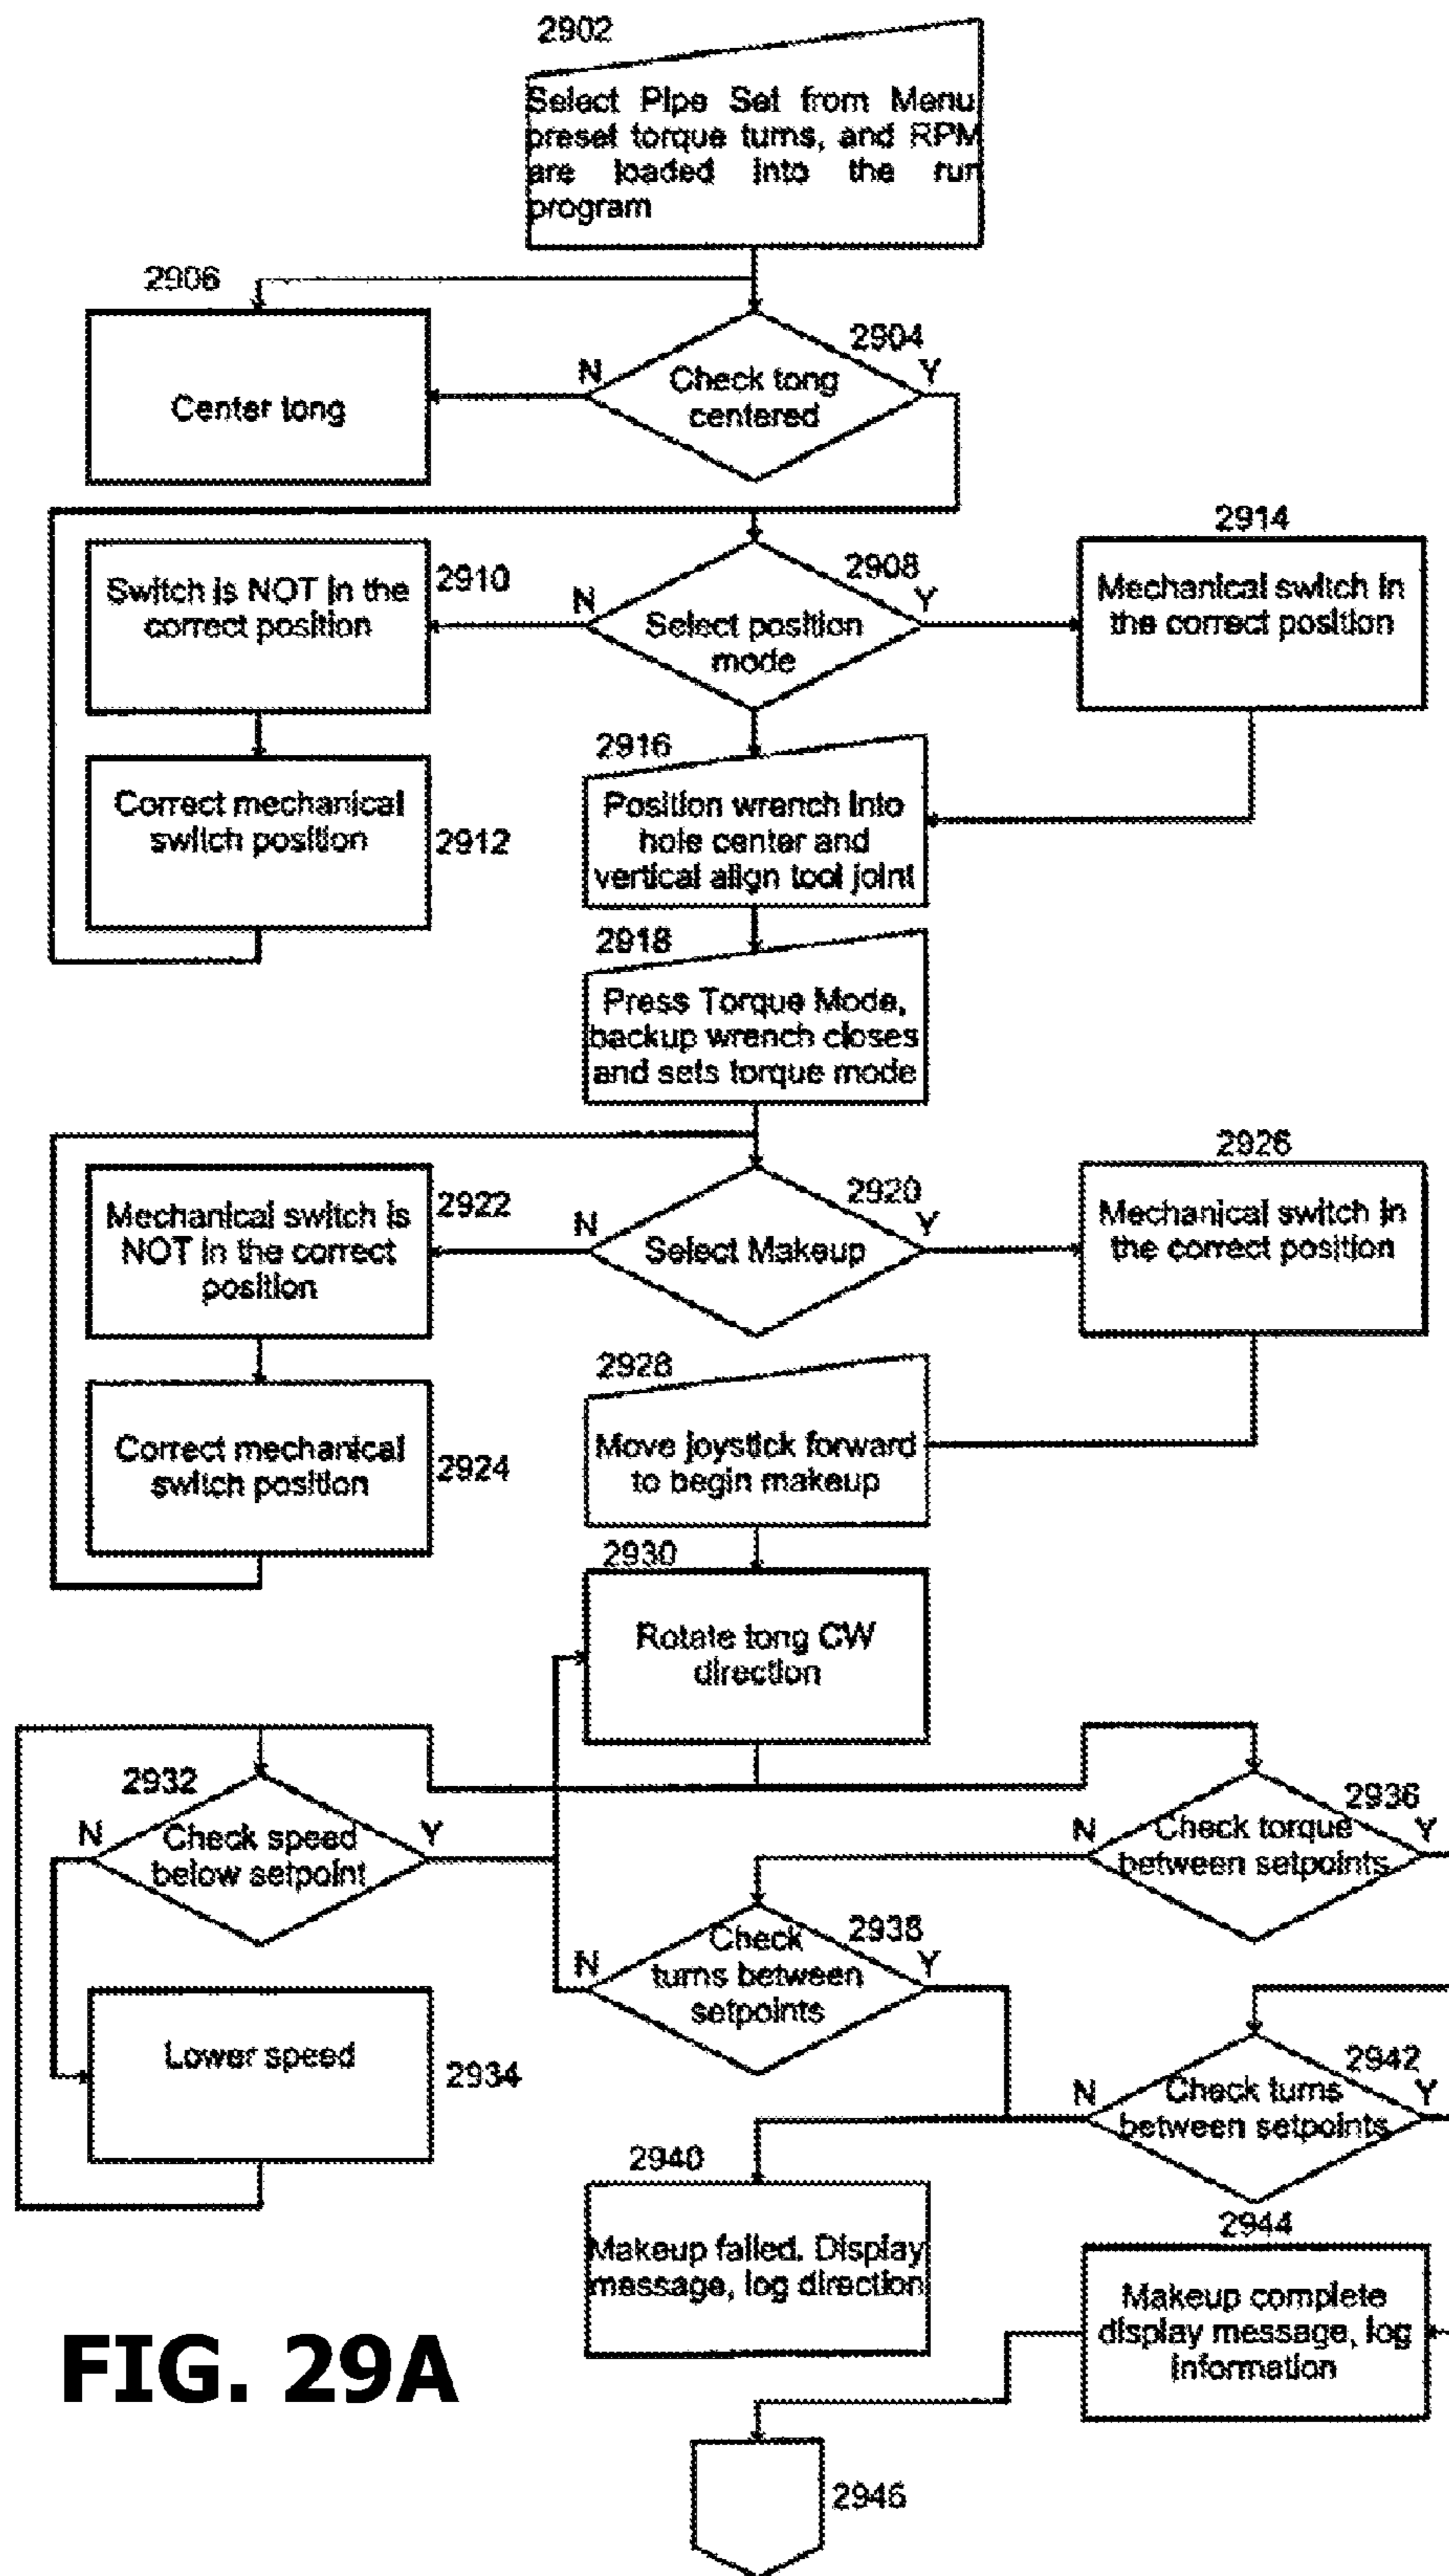 2902
Select Pipe Set from Menu,
preset torque turns, and RPM
are loaded into the run
program
2906
Center tong
2904
N
Y
Check tong
centered
2914
2910
Switch is NOT in the
correct position
2908
N
Y
Select position
mode
Mechanical switch in
the correct position
2916
Correct mechanical
switch position
2912
Position wrench into
hole center and
vertical align tool joint
2918
Press Torque Mode,
backup wrench closes
and sets torque mode
2926
2922
Mechanical switch is
NOT in the correct
position
2920
N
Y
Select Makeup
Mechanical switch in
the correct position
2928
Correct mechanical
switch position
2924
Move joystick forward
to begin makeup
2930
Rotate tong CW
direction
2932
N
Y
Check speed
below setpoint
2936
N
Y
Check torque
between setpoints
2938
N
Y
Check
turns between
setpoints
Lower speed
2934
2942
N
Y
Check turns
between setpoints
2940
Makeup failed. Display
message, log direction
2944
Makeup complete
display message, log
information
FIG. 29A
2946